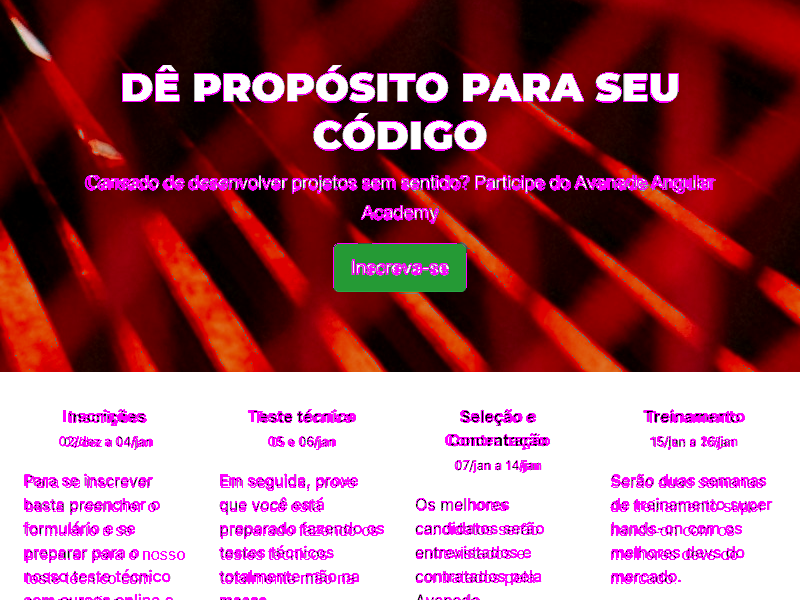 DÊ PROPÓSITO PARA SEU
CÓDIGO
Cansado de desenvolver projetos sem sentido? Participe do Avanade Angular
Academy
Inscreva-se
Inscrições
02/dez a 04/jan
Para se inscrever
basta preencher o
formulário e se
preparar para o nosso
nosso teste técnico
Teste técnico
05 e 06/jan
Em seguida, prove
que você está
preparado fazendo os
testes técnicos
totalmente mão na
Seleção e
Contratação
07/jan a 14/jan
Os melhores
candidatos serão
entrevistados e
contratados pela
Avanade
Treinamento
15/jan a 26/jan
Serão duas semanas
de treinamento super
hands-on com os
melhores devs do
mercado.